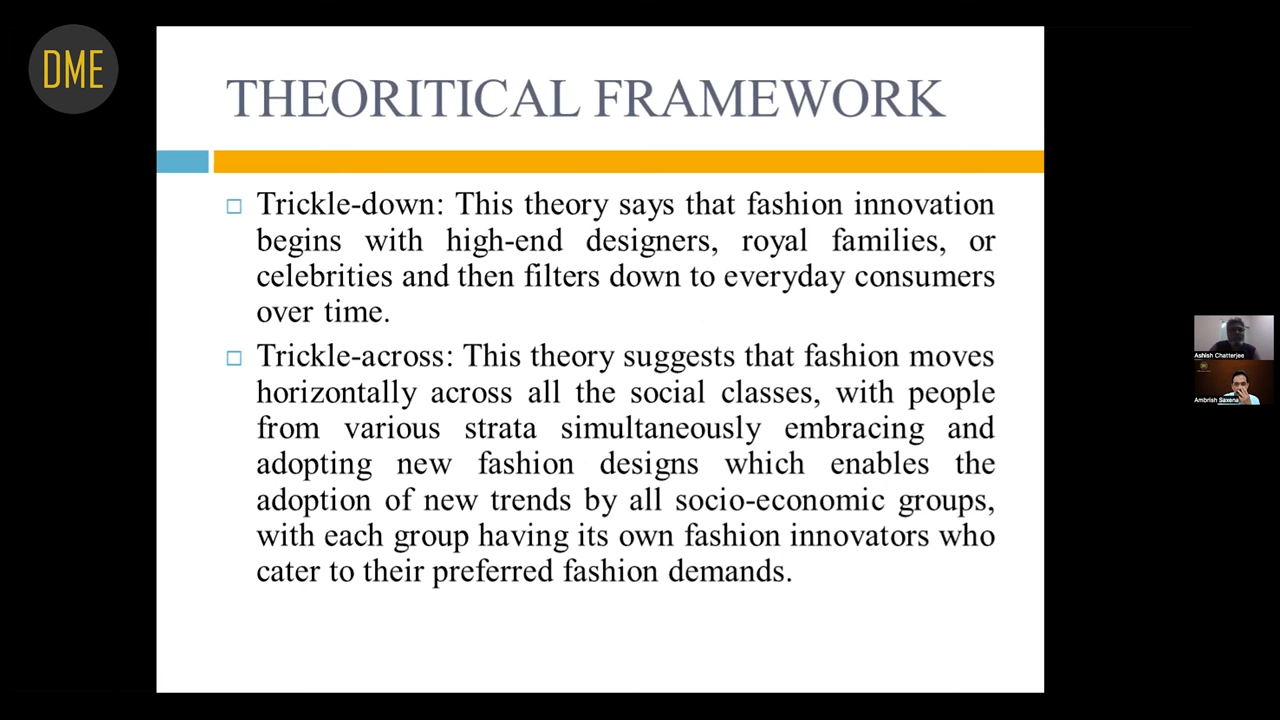 DME
THEORITICAL FRAMEWORK
Trickle-down: This theory says that fashion innovation
begins with high-end designers, royal families, or
celebrities and then filters down to everyday consumers
over time.
Trickle-across: This theory suggests that fashion moves
horizontally across all the social classes, with people
from various strata simultaneously embracing and
adopting new fashion designs which enables the
adoption of new trends by all socio-economic groups,
with each group having its own fashion innovators who
cater to their preferred fashion demands.
Ashish Chatterjee
Ambrish Saxena